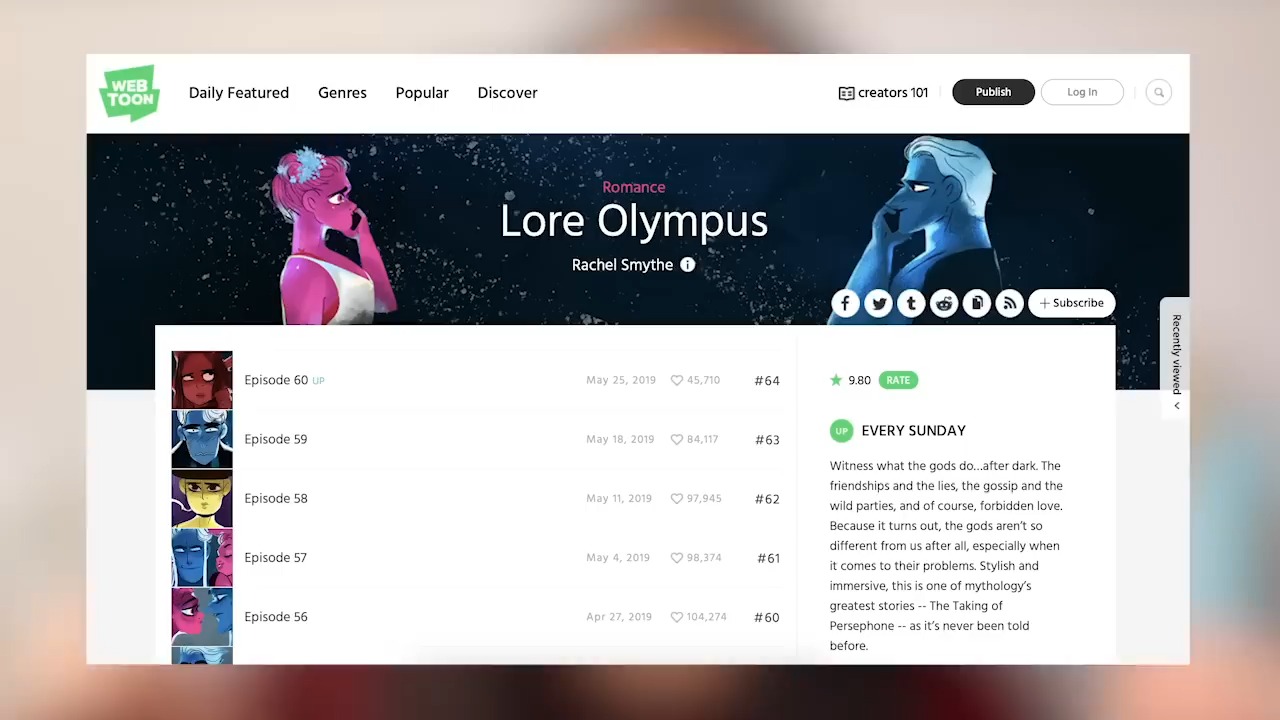 WEB
TOON
Daily Featured Genres Popular Discover
creators 101 Publish Log In
Romance
Lore Olympus
Rachel Smythe i
+ Subscribe
Recently viewed
Episode 60 UP May 25, 2019 45,710 #64
Episode 59 May 18, 2019 84,117 #63
Episode 58 May 11, 2019 97,945 #62
Episode 57 May 4, 2019 98,374 #61
Episode 56 Apr 27, 2019 104,274 #60
9.80 RATE
UP EVERY SUNDAY
Witness what the gods do...after dark. The
friendships and the lies, the gossip and the
wild parties, and of course, forbidden love.
Because it turns out, the gods aren't so
different from us after all, especially when
it comes to their problems. Stylish and
immersive, this is one of mythology's
greatest stories -- The Taking of
Persephone -- as it's never been told
before.